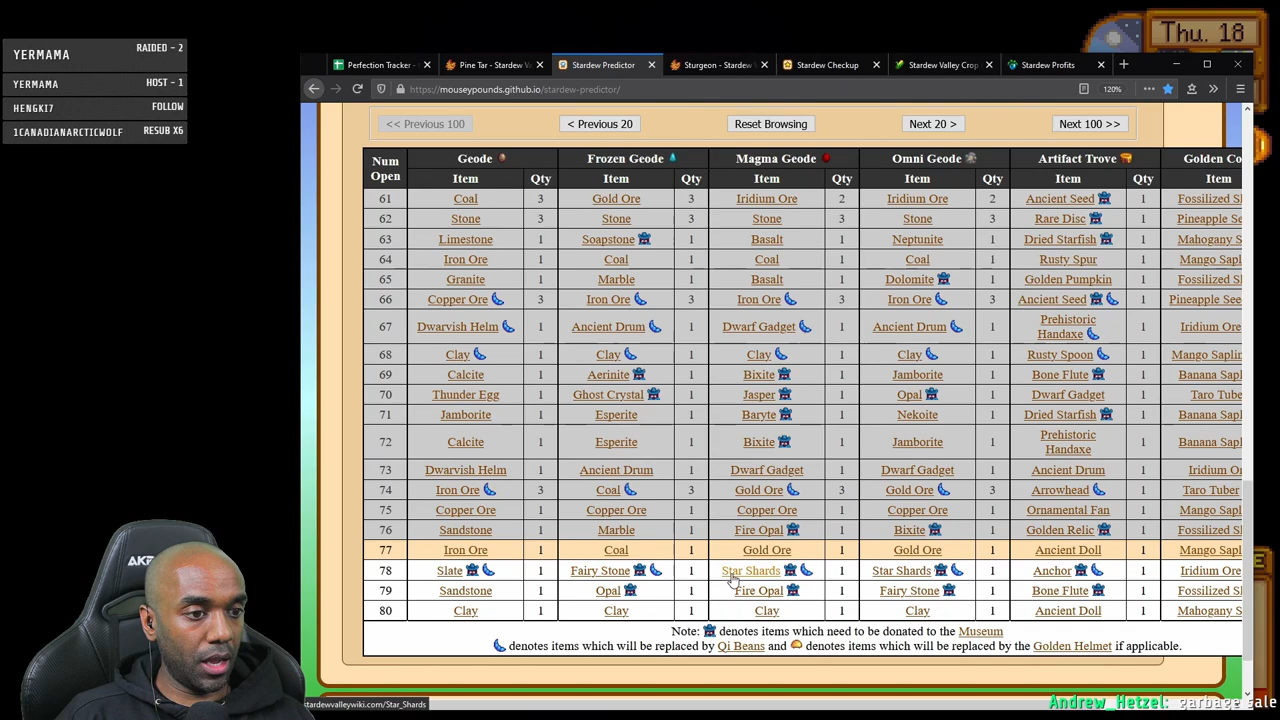 Thu. 18
YERMAMA RAIDED - 2
YERMAMA HOST - 1
HENGKI7 FOLLOW
1CANADIANARCTICWOLF RESUB X6
Perfection Tracker - Pine Tar - Stardew Va Stardew Predictor Sturgeon - Stardew V Stardew Checkup Stardew Valley Crop Stardew Profits
https://mouseypounds.github.io/stardew-predictor/ 120%
<< Previous 100 < Previous 20 Reset Browsing Next 20 > Next 100 >>
Num Open Geode Frozen Geode Magma Geode Omni Geode Artifact Trove Golden Co
Item Qty Item Qty Item Qty Item Qty Item Qty Item
61 Coal 3 Gold Ore 3 Iridium Ore 2 Iridium Ore 2 Ancient Seed 1 Fossilized Sk
62 Stone 3 Stone 3 Stone 3 Stone 3 Rare Disc 1 Pineapple See
63 Limestone 1 Soapstone 1 Basalt 1 Neptunite 1 Dried Starfish 1 Mahogany S
64 Iron Ore 1 Coal 1 Coal 1 Coal 1 Rusty Spur 1 Mango Sapl
65 Granite 1 Marble 1 Basalt 1 Dolomite 1 Golden Pumpkin 1 Fossilized Sl
66 Copper Ore 3 Iron Ore 3 Iron Ore 3 Iron Ore 3 Ancient Seed 1 Pineapple See
67 Dwarvish Helm 1 Ancient Drum 1 Dwarf Gadget 1 Ancient Drum 1 Prehistoric Handaxe 1 Iridium Or
68 Clay 1 Clay 1 Clay 1 Clay 1 Rusty Spoon 1 Mango Saplin
69 Calcite 1 Aerinite 1 Bixite 1 Jamborite 1 Bone Flute 1 Banana Sapl
70 Thunder Egg 1 Ghost Crystal 1 Jasper 1 Opal 1 Dwarf Gadget 1 Taro Tube
71 Jamborite 1 Esperite 1 Baryte 1 Nekoite 1 Dried Starfish 1 Banana Sapl
72 Calcite 1 Esperite 1 Bixite 1 Jamborite 1 Prehistoric Handaxe 1 Banana Sapl
73 Dwarvish Helm 1 Ancient Drum 1 Dwarf Gadget 1 Dwarf Gadget 1 Ancient Drum 1 Iridium Or
74 Iron Ore 3 Coal 3 Gold Ore 3 Gold Ore 3 Arrowhead 1 Taro Tuber
75 Copper Ore 1 Copper Ore 1 Copper Ore 1 Copper Ore 1 Ornamental Fan 1 Mango Sapl
76 Sandstone 1 Marble 1 Fire Opal 1 Bixite 1 Golden Relic 1 Fossilized Sl
77 Iron Ore 1 Coal 1 Gold Ore 1 Gold Ore 1 Ancient Doll 1 Mango Sapl
78 Slate 1 Fairy Stone 1 Star Shards 1 Star Shards 1 Anchor 1 Iridium Ore
79 Sandstone 1 Opal 1 Fire Opal 1 Fairy Stone 1 Bone Flute 1 Fossilized Sl
80 Clay 1 Clay 1 Clay 1 Clay 1 Ancient Doll 1 Mahogany S
Note: denotes items which need to be donated to the Museum
denotes items which will be replaced by Qi Beans and denotes items which will be replaced by the Golden Helmet if applicable.
stardewvalleywiki.com/Star_Shards
Andrew_Hetzel: garbage sale